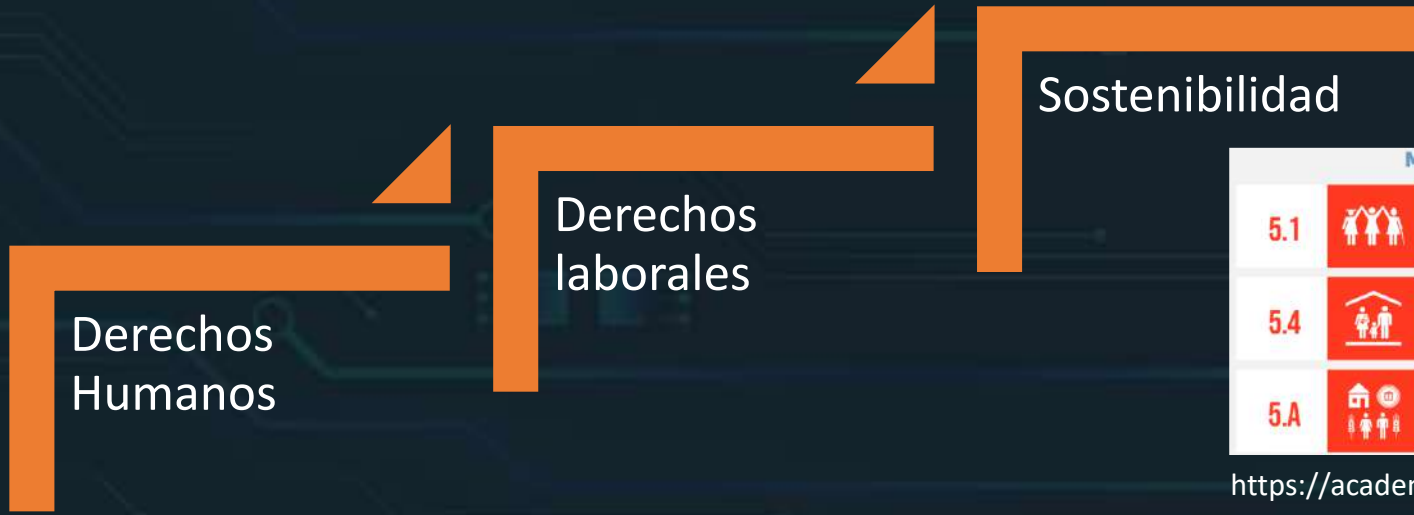 Sostenibilidad
Derechos
laborales
Derechos
Humanos
5.1
5.4
5.A